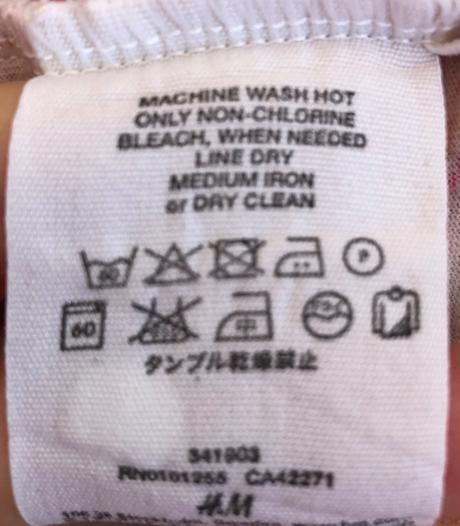 MACHINE WASH HOT
ONLY NON-CHLORINE
BLEACH, WHEN NEEDED
LINE DRY
MEDIUM IRON
or DRY CLEAN
60 P
60 中
タンブル乾燥禁止
341903
RN0101255 CA42271
H&M